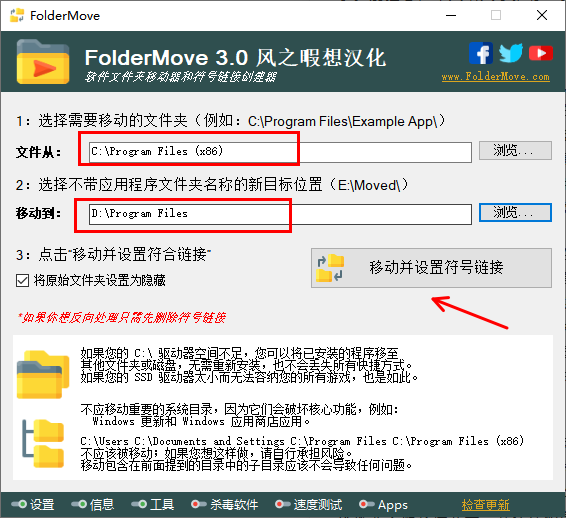 FolderMove
FolderMove 3.0 风之暇想汉化
软件文件夹移动器和符号链接创建器
www.FolderMove.com
1：选择需要移动的文件夹（例如：C:\Program Files\Example App\）
文件从：
C:\Program Files (x86)
浏览...
2：选择不带应用程序文件夹名称的新目标位置（E:\Moved\）
移动到：
D:\Program Files
浏览...
3：点击“移动并设置符合链接”
将原始文件夹设置为隐藏
移动并设置符号链接
*如果你想反向处理只需先删除符号链接
如果您的 C:\ 驱动器空间不足，您可以将已安装的程序移至
其他文件夹或磁盘，无需重新安装，也不会丢失所有快捷方式。
如果您的 SSD 驱动器太小而无法容纳您的所有游戏，也是如此。
不应移动重要的系统目录，因为它们会破坏核心功能，例如：
Windows 更新和 Windows 应用商店应用。
C:\Users C:\Documents and Settings C:\Program Files C:\Program Files (x86)
不应该被移动；如果您想这样做，请自行承担风险。
移动包含在前面提到的目录中的子目录应该不会导致任何问题。
设置
信息
工具
杀毒软件
速度测试
Apps
检查更新